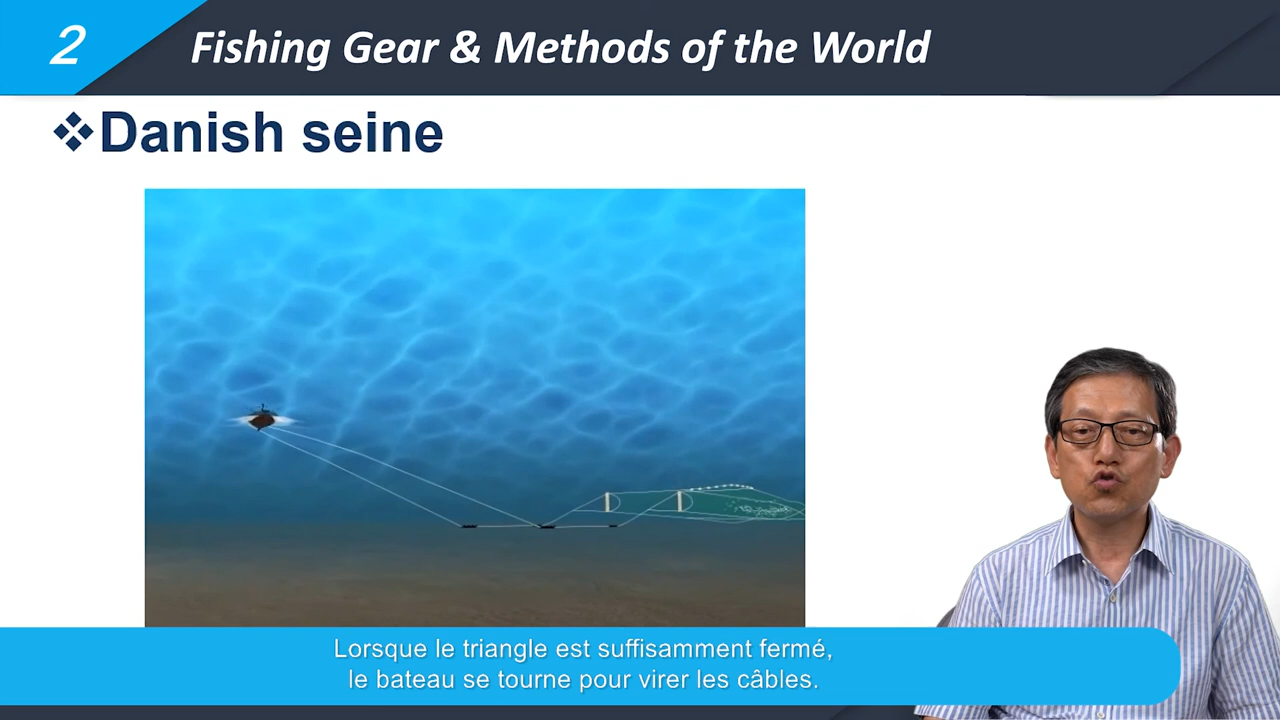 2
Fishing Gear & Methods of the World
❖Danish seine
Lorsque le triangle est suffisamment fermé,
le bateau se tourne pour virer les câbles.